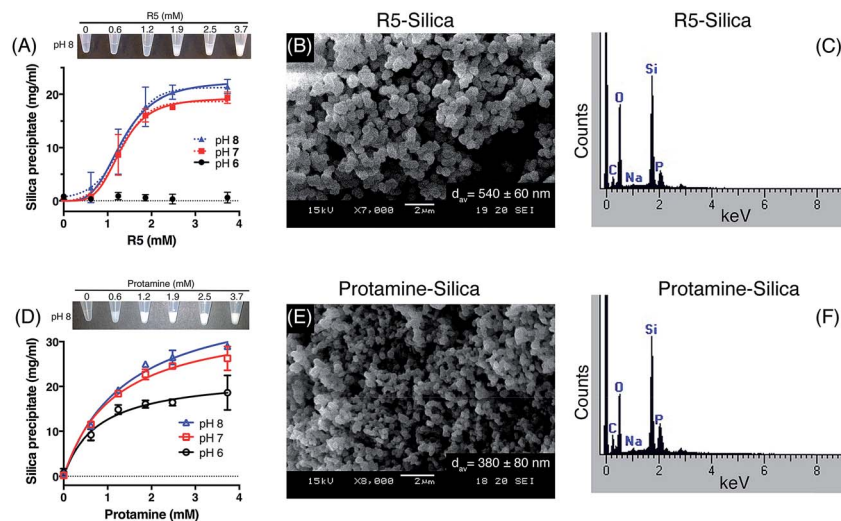 R5 (mM)
0 0.6 1.2 1.9 2.5 3.7
(A)
pH 8
Silica precipitate (mg/ml)
20
10
0
pH 8
pH 7
pH 6
0 1 2 3 4
R5 (mM)
R5-Silica
(B)
d_av= 540 ± 60 nm
15kV X7,000 2μm 19 20 SEI
R5-Silica
(C)
Counts
C O Na Si P
0 2 4 6 8
keV
Protamine (mM)
0 0.6 1.2 1.9 2.5 3.7
(D)
pH 8
Silica precipitate (mg/ml)
30
20
10
0
pH 8
pH 7
pH 6
0 1 2 3 4
Protamine (mM)
Protamine-Silica
(E)
d_av= 380 ± 80 nm
15kV X8,000 2μm 18 20 SEI
Protamine-Silica
(F)
Counts
C O Na Si P
0 2 4 6 8
keV